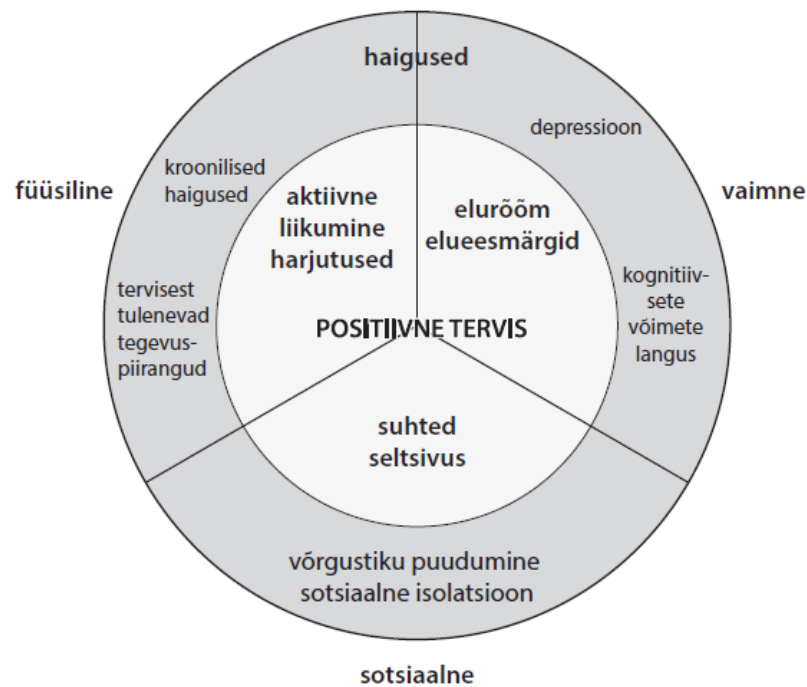 haigused
depressioon
kroonilised
haigused
füüsiline
vaimne
aktiivne
liikumine
harjutused
elurõõm
elueesmärgid
tervisest
tulenevad
tegevus-
piirangud
kognitiiv-
sete
võimete
langus
POSITIIVNE TERVIS
suhted
seltsivus
võrgustiku puudumine
sotsiaalne isolatsioon
sotsiaalne